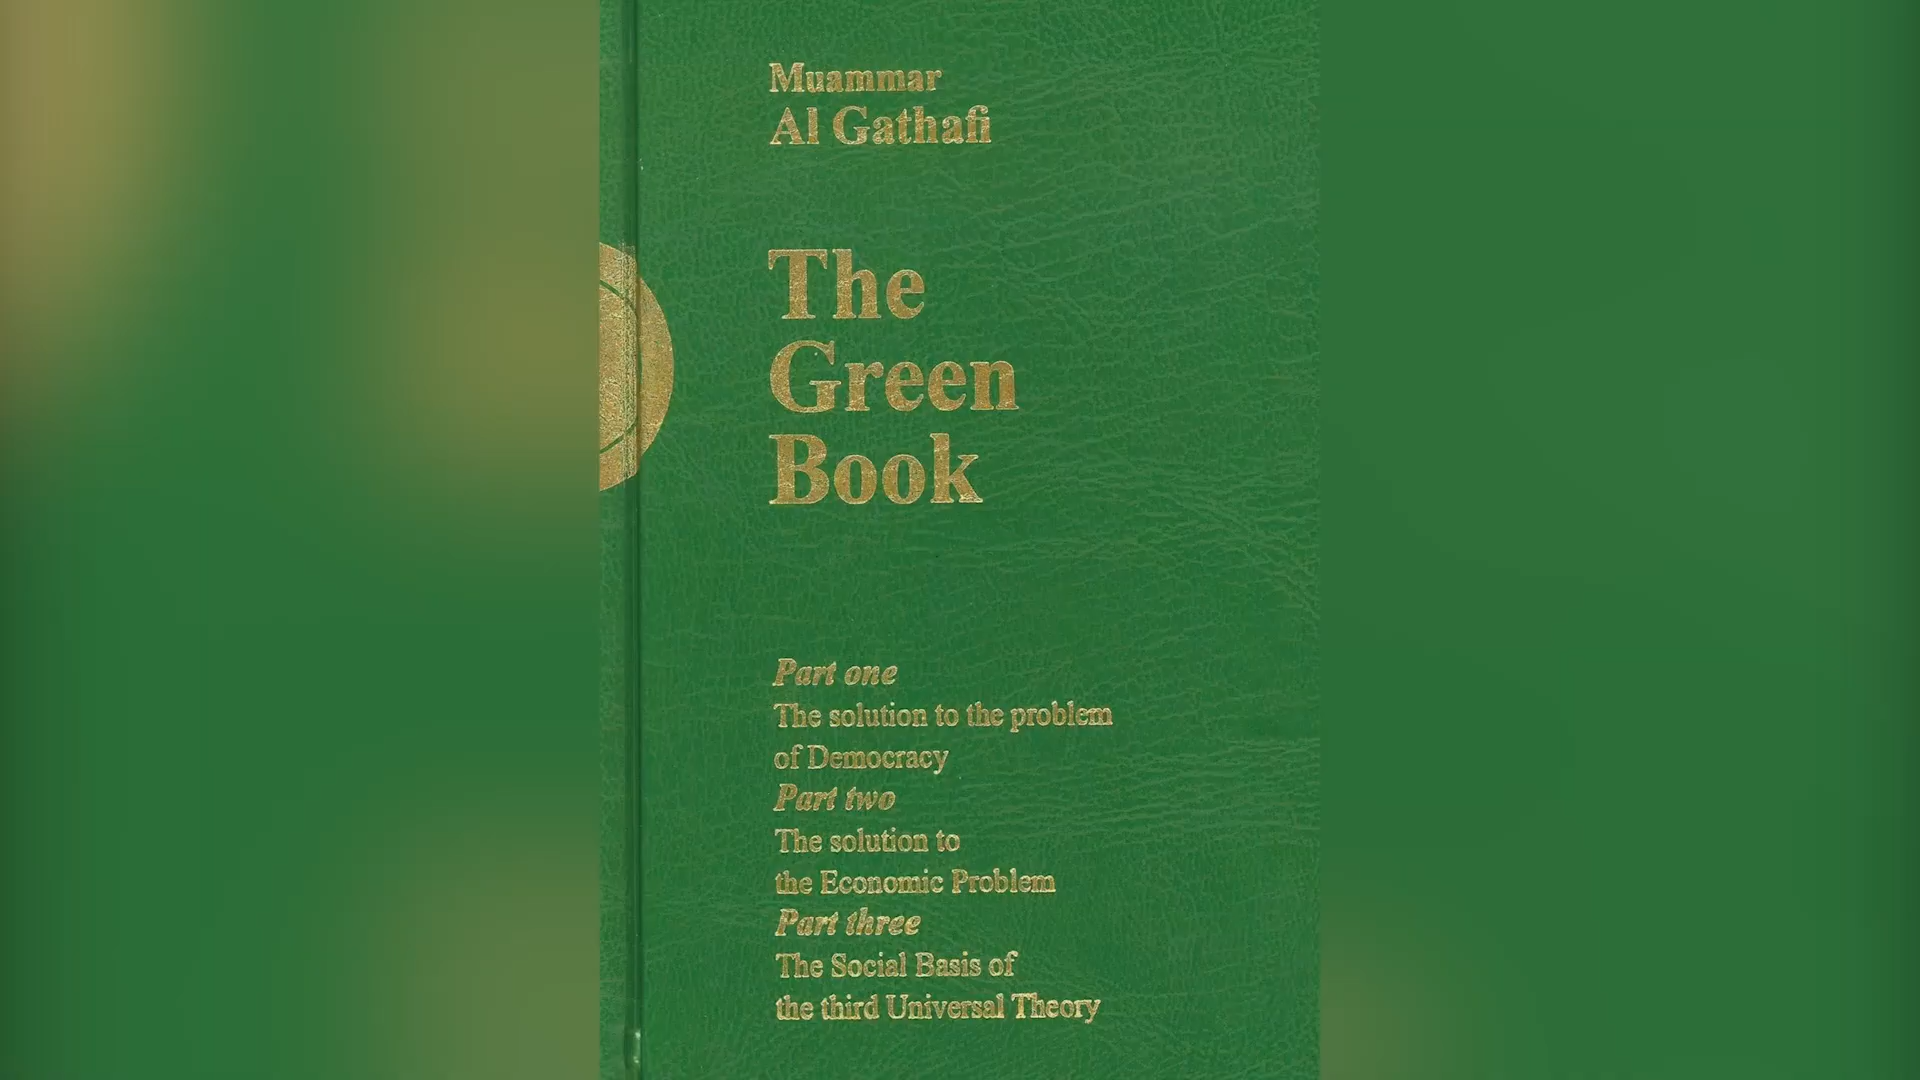 Muammar
Al Gathafi
The
Green
Book
Part one
The solution to the problem
of Democracy
Part two
The solution to
the Economic Problem
Part three
The Social Basis of
the third Universal Theory